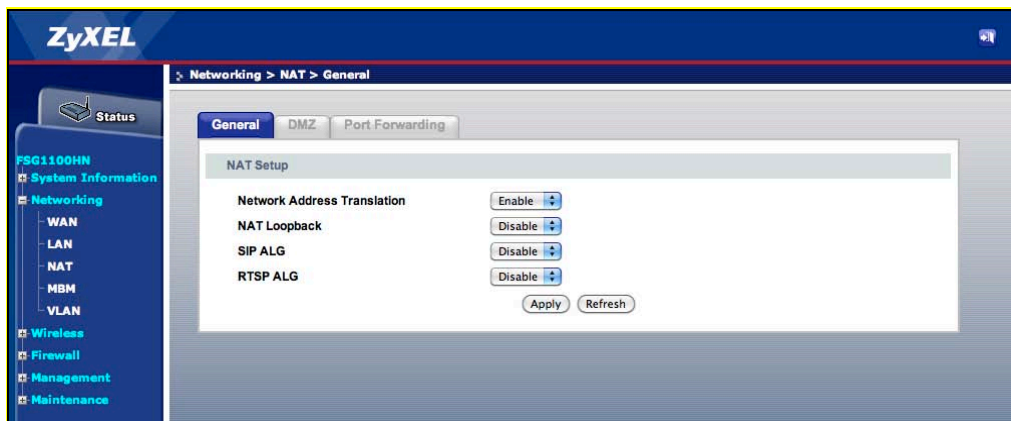 ZyXEL
Networking > NAT > General
Status
General DMZ Port Forwarding
FSG1100HN
System Information
Networking
WAN
LAN
NAT
MBM
VLAN
Wireless
Firewall
Management
Maintenance
NAT Setup
Network Address Translation Enable
NAT Loopback Disable
SIP ALG Disable
RTSP ALG Disable
Apply Refresh